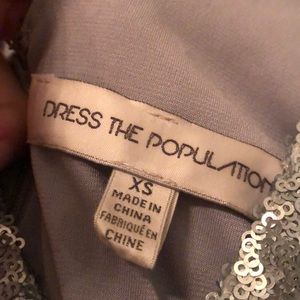 DRESS THE POPULATION
XS
MADE IN
CHINA
FABRIQUÉ EN
CHINE